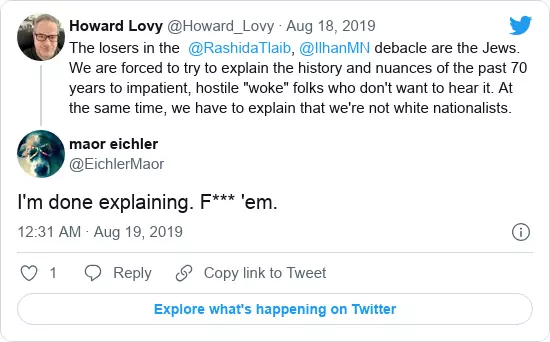 Howard Lovy @Howard_Lovy · Aug 18, 2019
The losers in the @RashidaTlaib, @IlhanMN debacle are the Jews.
We are forced to try to explain the history and nuances of the past 70
years to impatient, hostile "woke" folks who don't want to hear it. At
the same time, we have to explain that we're not white nationalists.
maor eichler
@EichlerMaor
I'm done explaining. F*** 'em.
12:31 AM · Aug 19, 2019
1 Reply Copy link to Tweet
Explore what's happening on Twitter